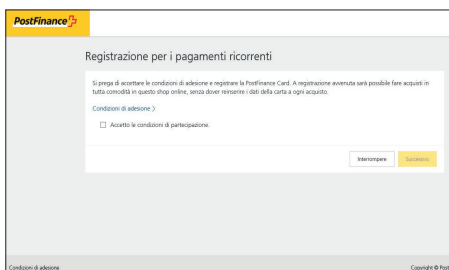 PostFinance
Registrazione per i pagamenti ricorrenti
Si prega di accettare le condizioni di adesione e registrare la PostFinance Card. A registrazione avvenuta sarà possibile fare acquisti in
tutta comodità in questo shop online, senza dover reinserire i dati della carta a ogni acquisto.
Condizioni di adesione
Accetto le condizioni di partecipazione.
Interrompere
Successivo
Condizioni di adesione
Copyright © Post